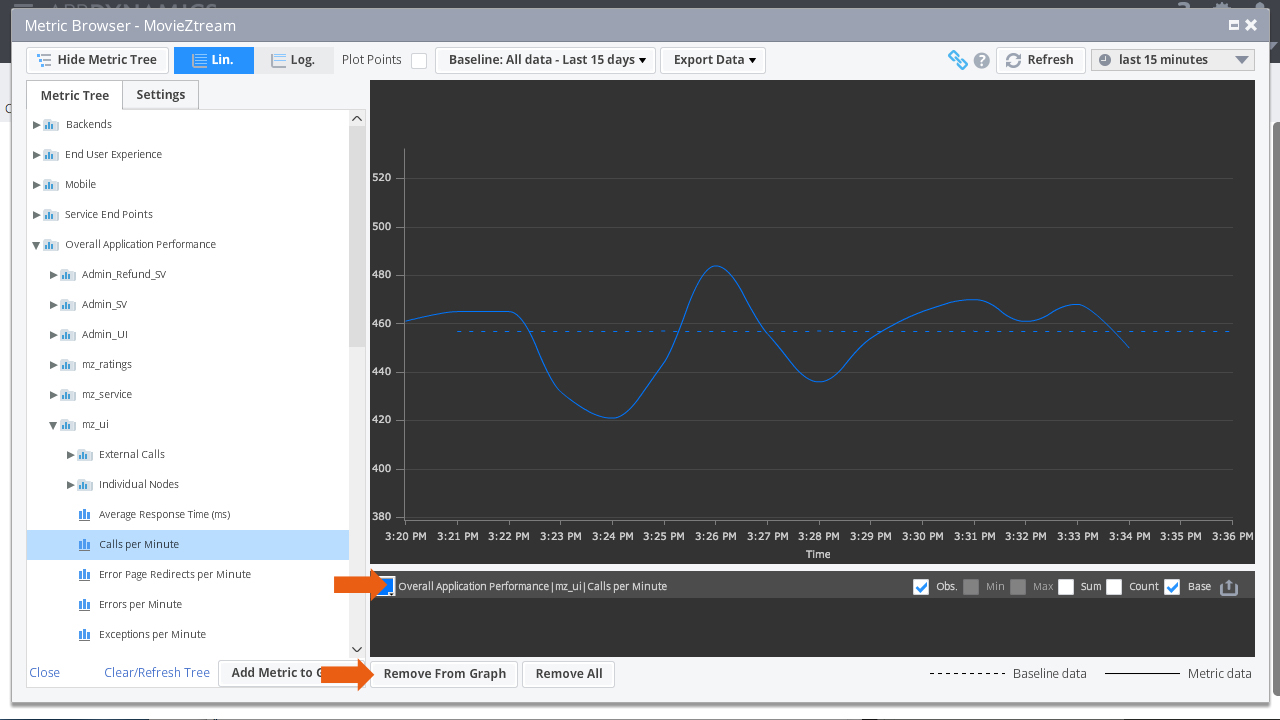 Metric Browser - MovieZtream
Hide Metric Tree
Lin.
Log.
Plot Points
Baseline: All data - Last 15 days
Export Data
Refresh
last 15 minutes
Metric Tree
Settings
Backends
End User Experience
Mobile
Service End Points
Overall Application Performance
Admin_Refund_SV
Admin_SV
Admin_UI
mz_ratings
mz_service
mz_ui
External Calls
Individual Nodes
Average Response Time (ms)
Calls per Minute
Error Page Redirects per Minute
Errors per Minute
Exceptions per Minute
Close
Clear/Refresh Tree
Add Metric to
520
500
480
460
440
420
400
380
3:20 PM 3:21 PM 3:22 PM 3:23 PM 3:24 PM 3:25 PM 3:26 PM 3:27 PM 3:28 PM 3:29 PM 3:30 PM 3:31 PM 3:32 PM 3:33 PM 3:34 PM 3:35 PM 3:36 PM
Time
Overall Application Performance|mz_ui|Calls per Minute
Obs. Min Max Sum Count Base
Remove From Graph
Remove All
Baseline data
Metric data